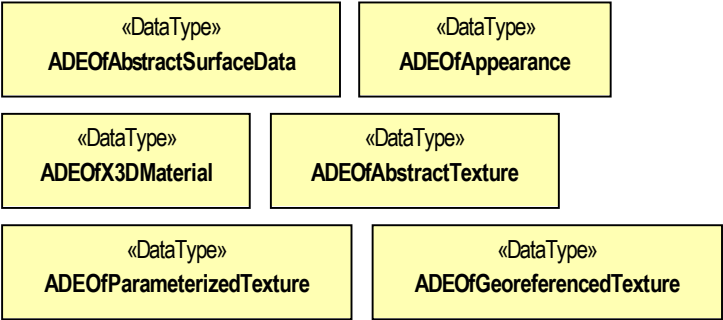 «DataType» «DataType»
ADEOfAbstractSurfaceData ADEOfAppearance
«DataType» «DataType»
ADEOfX3DMaterial ADEOfAbstractTexture
«DataType» «DataType»
ADEOfParameterizedTexture ADEOfGeoreferencedTexture